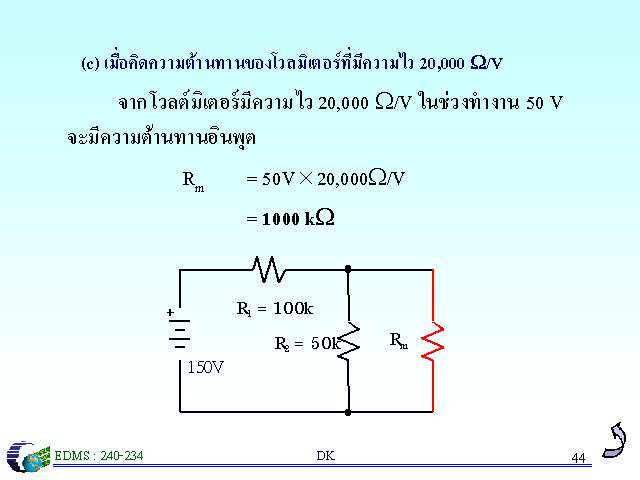 (c) เมื่อคิดความต้านทานของโวลมิเตอร์ที่มีความไว 20,000 Ω/V
จากโวลต์มิเตอร์มีความไว 20,000 Ω/V ในช่วงทำงาน 50 V
จะมีความต้านทานอินพุต
Rm = 50V×20,000Ω/V
= 1000 kΩ
+
R1 = 100k
R2 = 50k
Rm
150V
EDMS : 240-234
DK
44